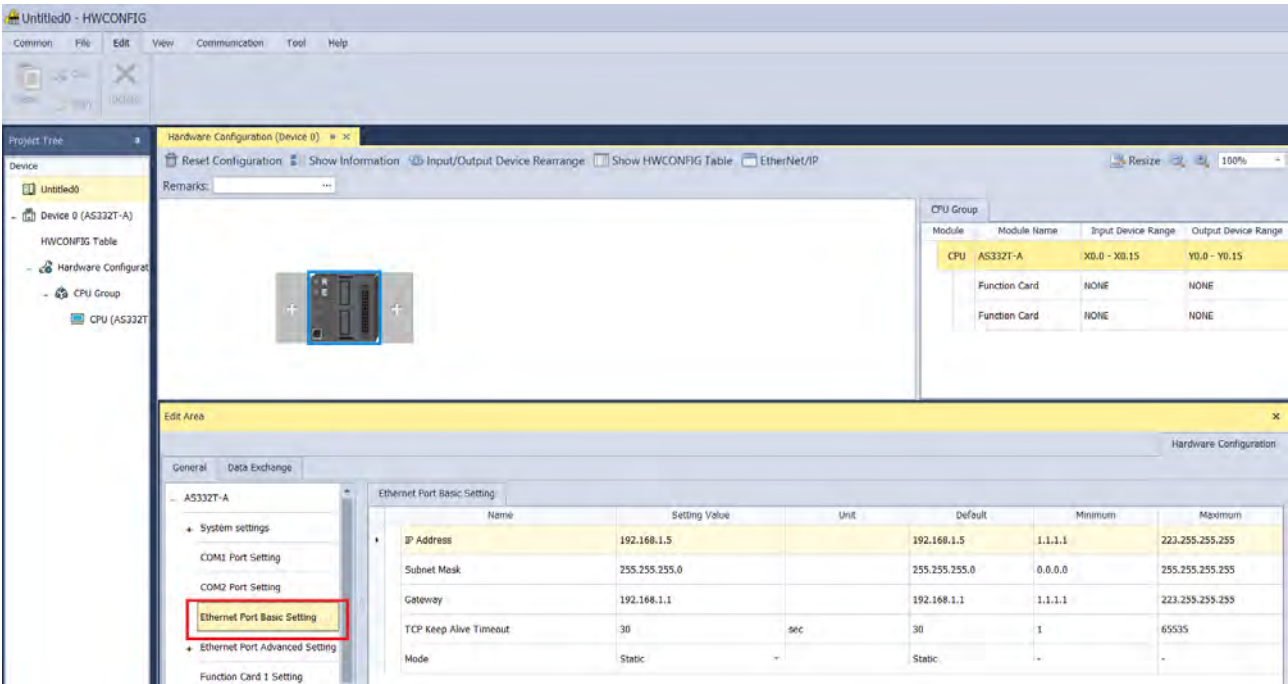 Untitled0 - HWCONFIG
Common File Edit View Communication Tool Help
Delete
Project Tree
Hardware Configuration (Device 0)
Device
Reset Configuration Show Information Input/Output Device Rearrange Show HWCONFIG Table EtherNet/IP Resize 100%
Untitled0
Remarks: ...
Device 0 (AS332T-A)
HWCONFIG Table
Hardware Configurat
CPU Group
CPU (AS332T
CPU Group
Module Module Name Input Device Range Output Device Range
CPU AS332T-A X0.0 - X0.15 Y0.0 - Y0.15
Function Card NONE NONE
Function Card NONE NONE
Edit Area
Hardware Configuration
General Data Exchange
AS332T-A
System settings
COM1 Port Setting
COM2 Port Setting
Ethernet Port Basic Setting
Ethernet Port Advanced Setting
Function Card 1 Setting
Ethernet Port Basic Setting
Name Setting Value Unit Default Minimum Maximum
IP Address 192.168.1.5 192.168.1.5 1.1.1.1 223.255.255.255
Subnet Mask 255.255.255.0 255.255.255.0 0.0.0.0 255.255.255.255
Gateway 192.168.1.1 192.168.1.1 1.1.1.1 223.255.255.255
TCP Keep Alive Timeout 30 sec 30 1 65535
Mode Static Static - -